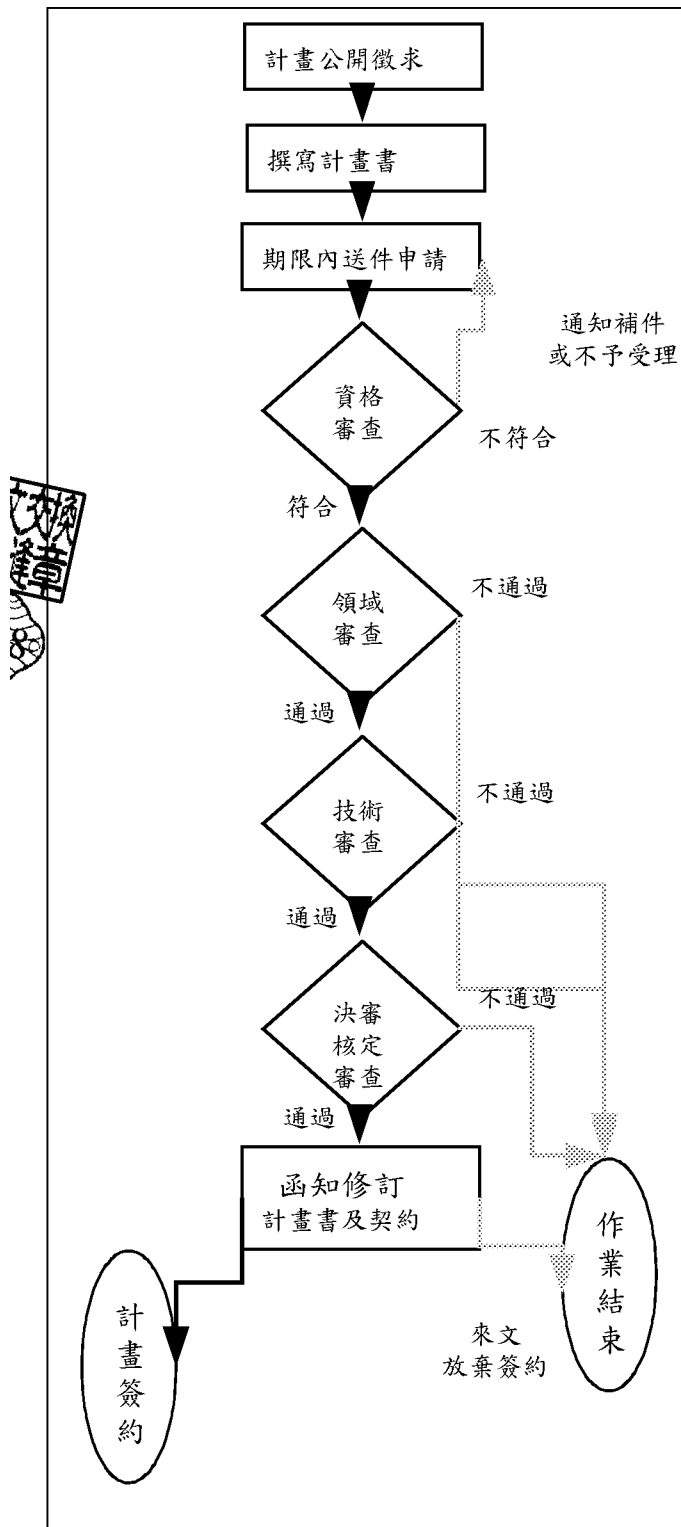 計畫公開徵求
撰寫計畫書
期限內送件申請
通知補件
或不予受理
資格
審查
不符合
符合
領域
審查
不通過
通過
技術
審查
不通過
通過
決審
核定
審查
不通過
通過
函知修訂
計畫書及契約
作業結束
計畫簽約
來文
放棄簽約
交換
章